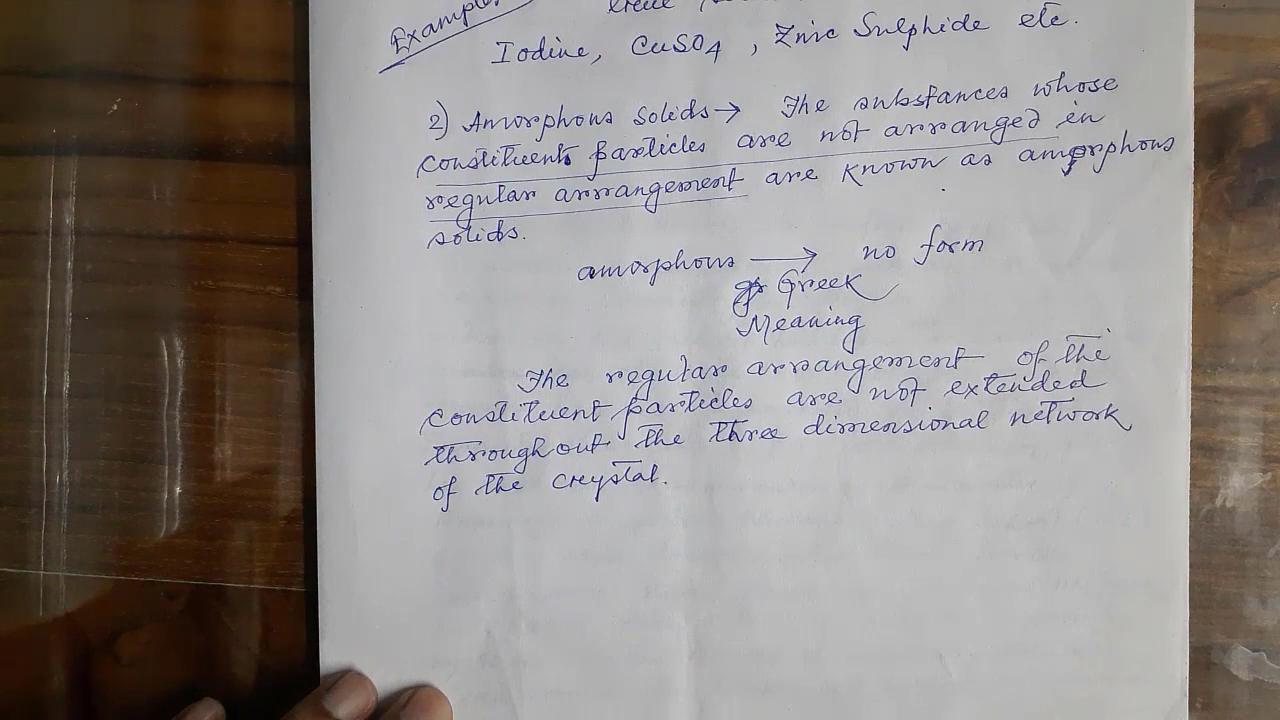 Example,
Iodine, CuSO4, Zinc Sulphide etc.
2) Amorphous Solids → The substances whose
constituents particles are not arranged in
regular arrangement are known as amorphous
solids.
amorphous → no form
Greek
Meaning
The regular arrangement of the
constituent particles are not extended
throughout the three dimensional network
of the crystal.